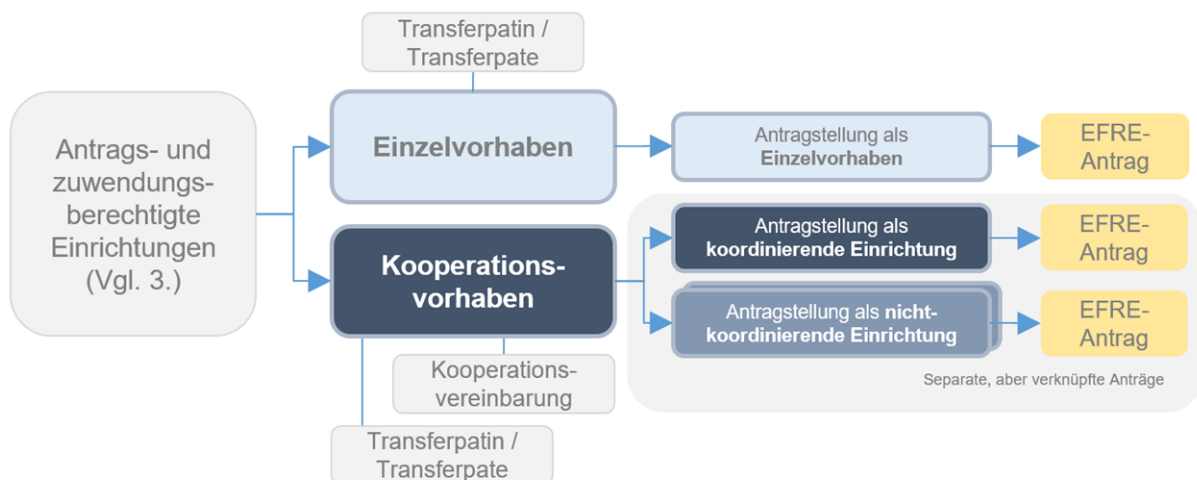 Transferpatin /
Transferpate
Antrags- und
zuwendungs-
berechtigte
Einrichtungen
(Vgl. 3.)
Einzelvorhaben
Antragstellung als
Einzelvorhaben
EFRE-
Antrag
Kooperations-
vorhaben
Antragstellung als
koordinierende Einrichtung
EFRE-
Antrag
Antragstellung als nicht-
koordinierende Einrichtung
EFRE-
Antrag
Separate, aber verknüpfte Anträge
Kooperations-
vereinbarung
Transferpatin /
Transferpate